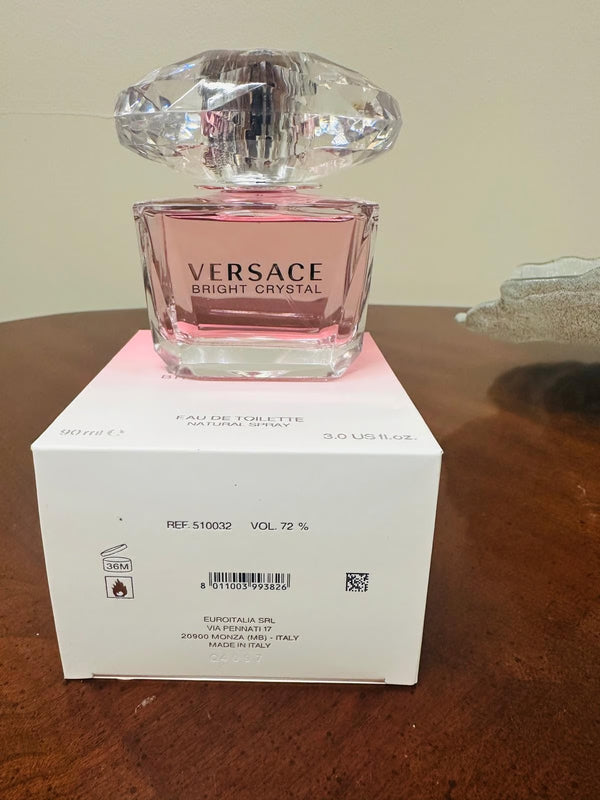 VERSACE
BRIGHT CRYSTAL
EAU DE TOILETTE
NATURAL SPRAY
90 ml ℮
3.0 US fl.oz.
REF. 510032 VOL. 72 %
36M
8 011003 993826
EUROITALIA SRL
VIA PENNATI 17
20900 MONZA (MB) - ITALY
MADE IN ITALY